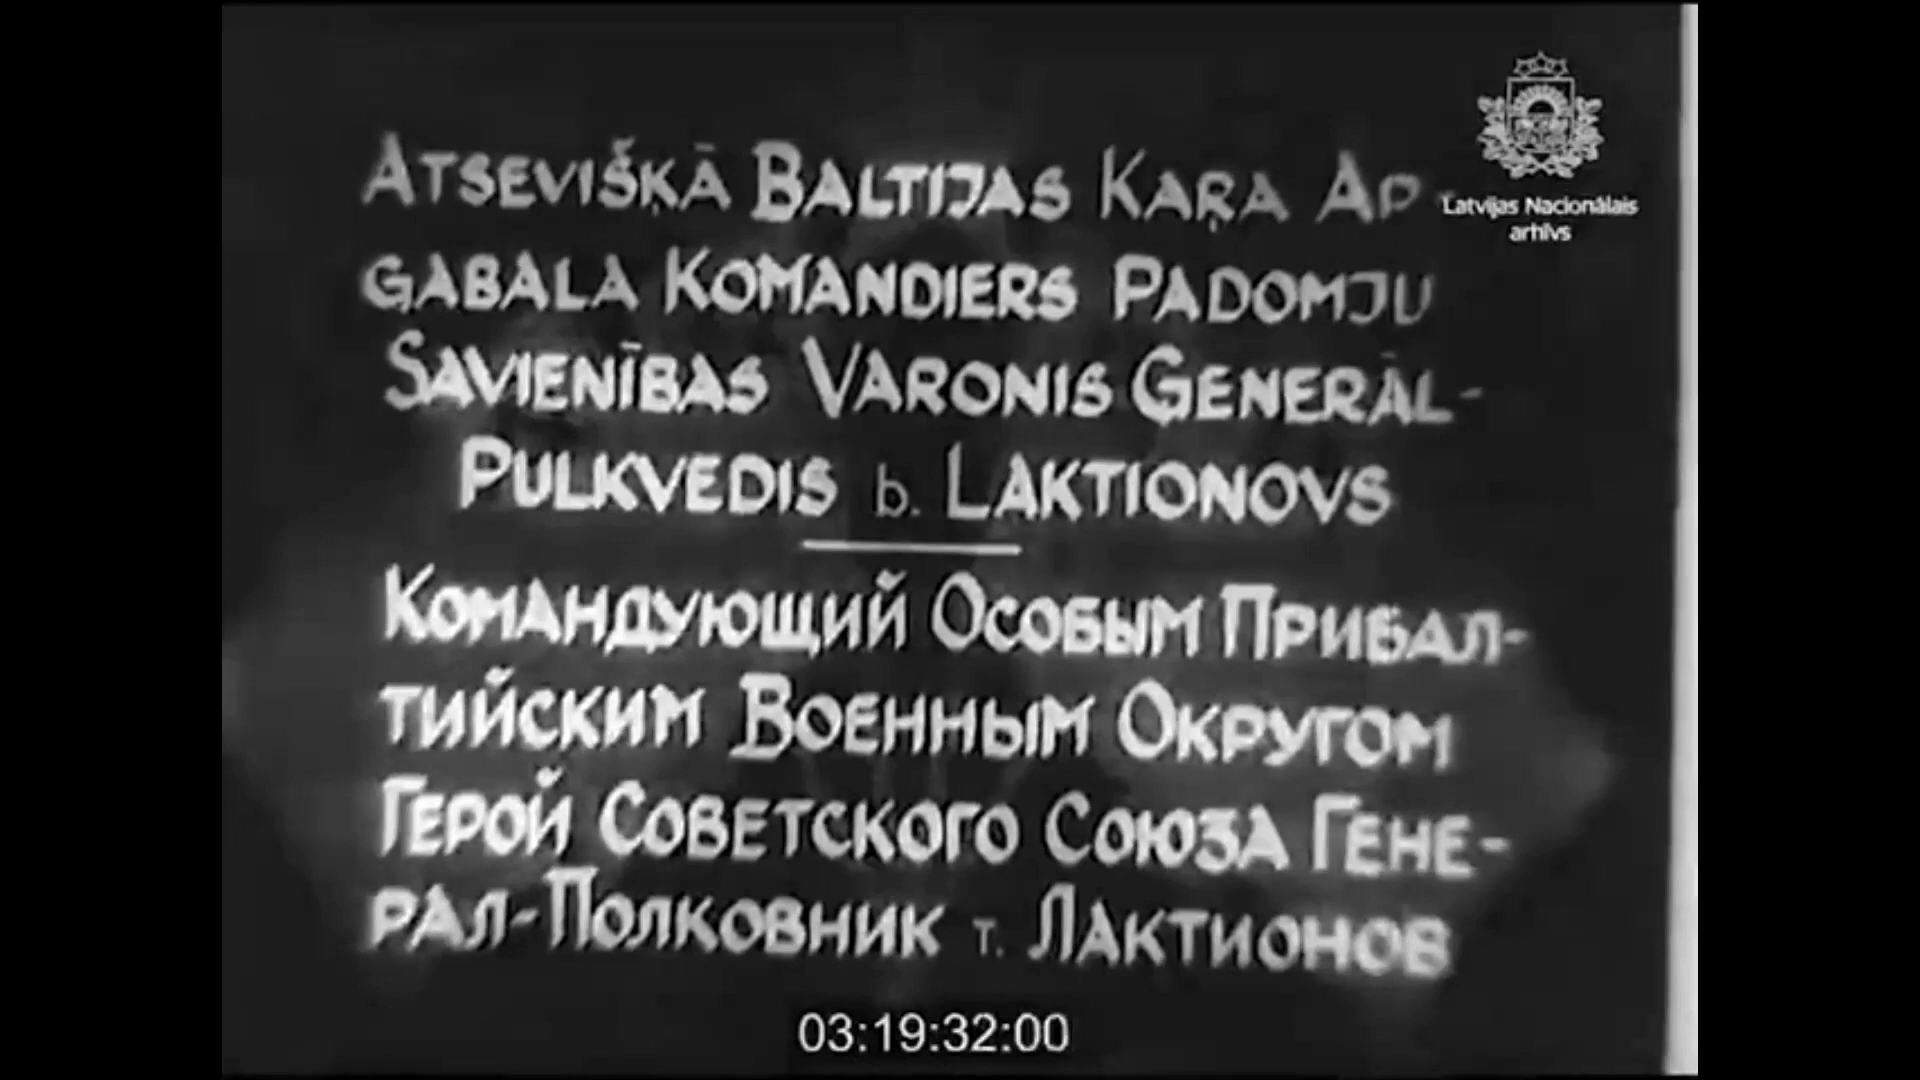 ATSEVIŠĶĀ BALTIJAS KAŖA AP-
GABALA KOMANDIERS PADOMJU
SAVIENĪBAS VARONIS ĢENERĀL-
PULKVEDIS b. LAKTIONOVS
КОМАНДУЮЩИЙ ОСОБЫМ ПРИБАЛ-
ТИЙСКИМ ВОЕННЫМ ОКРУГОМ
ГЕРОЙ СОВЕТСКОГО СОЮЗА ГЕНЕ-
РАЛ-ПОЛКОВНИК т. ЛАКТИОНОВ
Latvijas Nacionālais
arhīvs
03:19:32:00